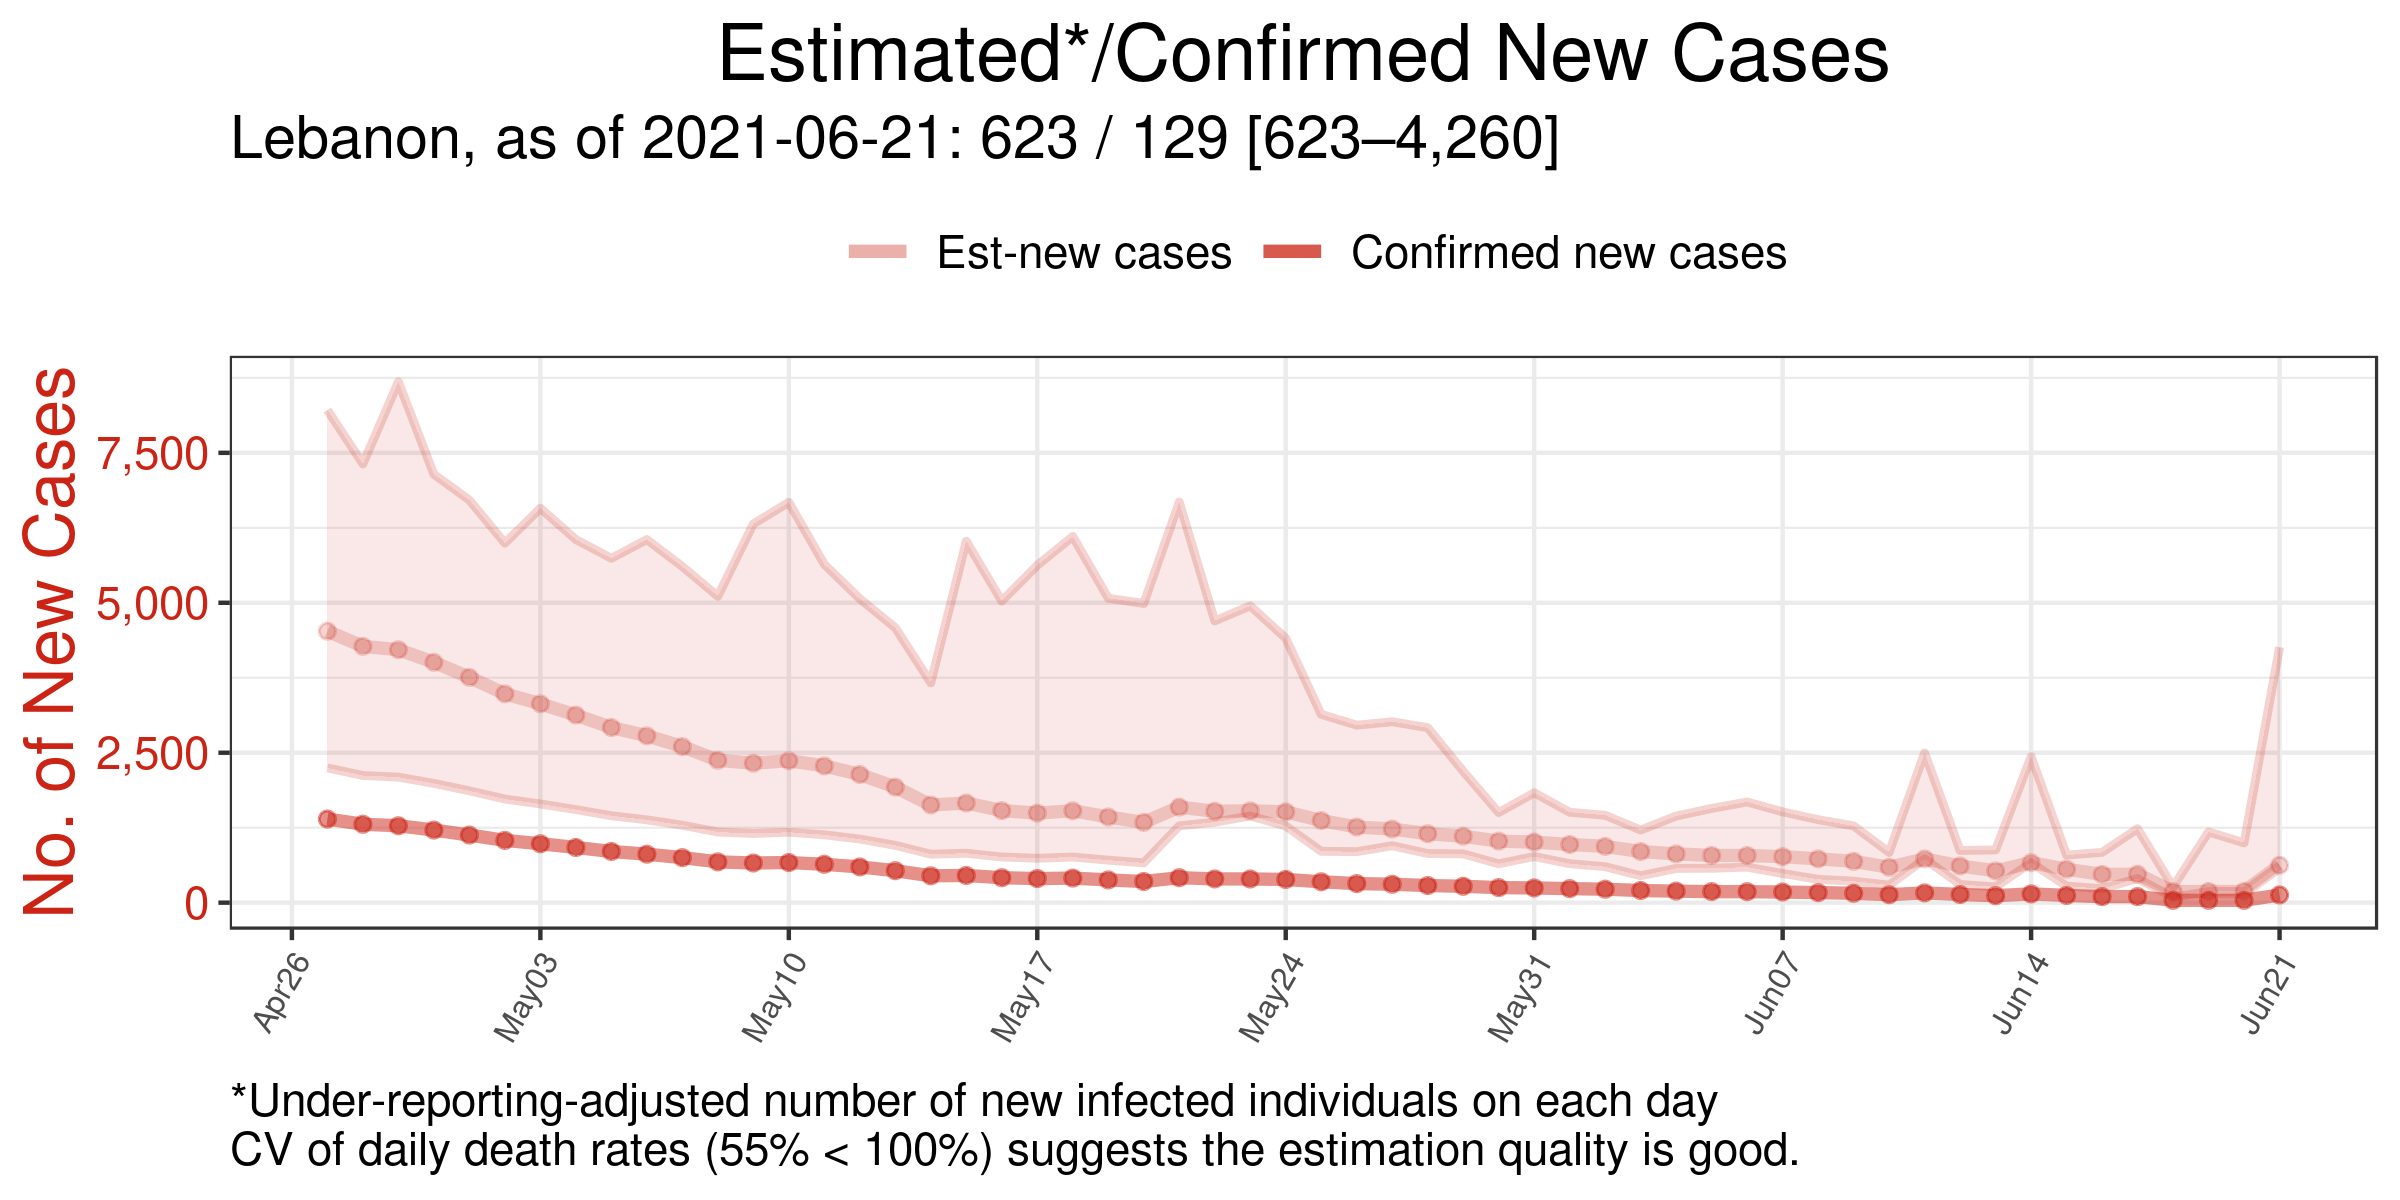 Estimated*/Confirmed New Cases
Lebanon, as of 2021-06-21: 623 / 129 [623–4,260]
Est-new cases
Confirmed new cases
No. of New Cases
7,500
5,000
2,500
0
Apr26
May03
May10
May17
May24
May31
Jun07
Jun14
Jun21
*Under-reporting-adjusted number of new infected individuals on each day
CV of daily death rates (55% < 100%) suggests the estimation quality is good.